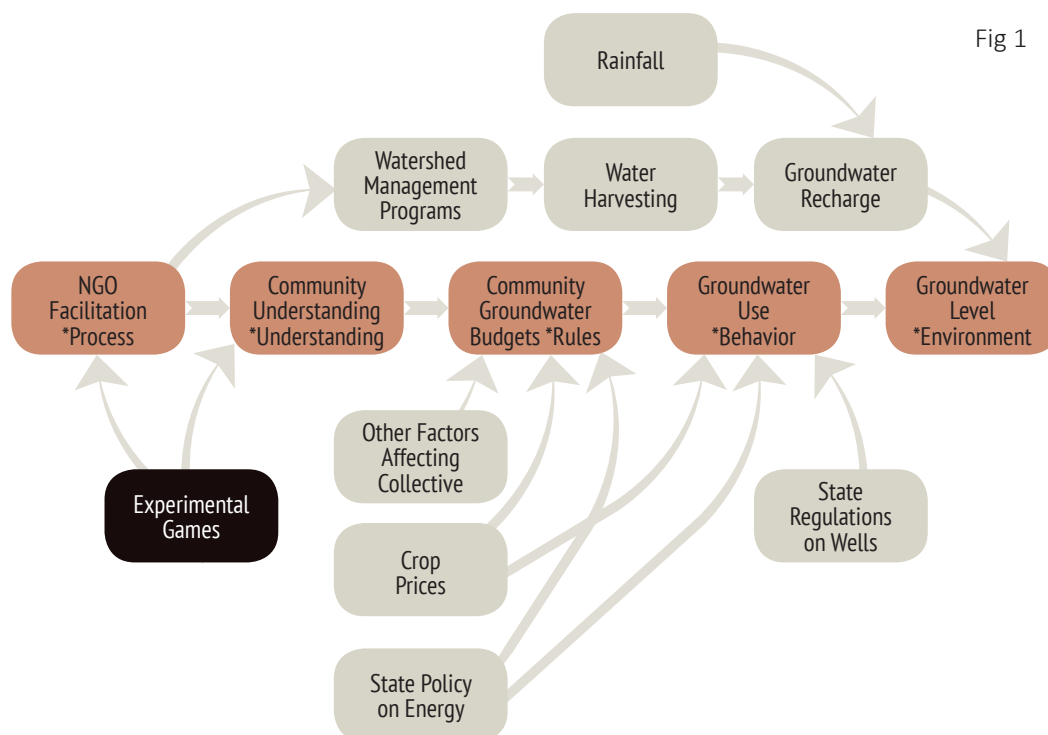 Fig 1
Rainfall
Watershed
Management
Programs
Water
Harvesting
Groundwater
Recharge
NGO
Facilitation
*Process
Community
Understanding
*Understanding
Community
Groundwater
Budgets *Rules
Groundwater
Use
*Behavior
Groundwater
Level
*Environment
Other Factors
Affecting
Collective
Experimental
Games
State
Regulations
on Wells
Crop
Prices
State Policy
on Energy